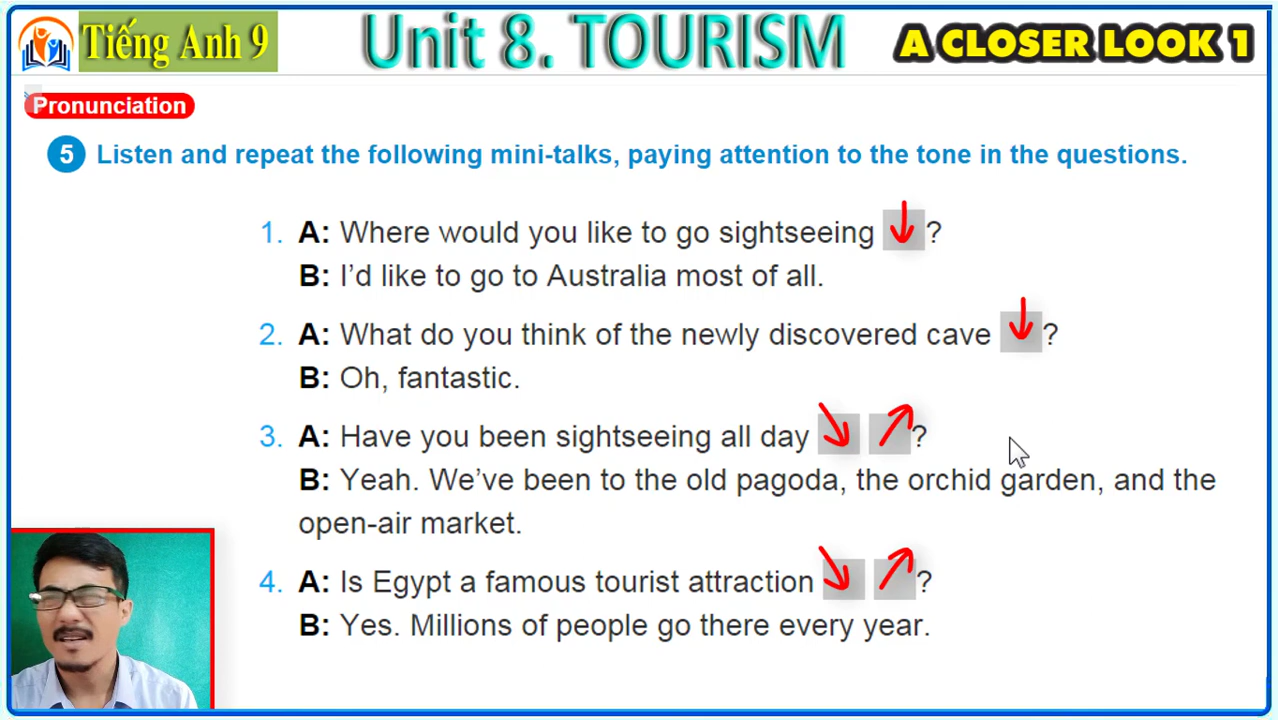 Tiếng Anh 9
Unit 8. TOURISM
A CLOSER LOOK 1
Pronunciation
5 Listen and repeat the following mini-talks, paying attention to the tone in the questions.
1. A: Where would you like to go sightseeing ↓?
B: I’d like to go to Australia most of all.
2. A: What do you think of the newly discovered cave ↓?
B: Oh, fantastic.
3. A: Have you been sightseeing all day ↘ ↗?
B: Yeah. We’ve been to the old pagoda, the orchid garden, and the
open-air market.
4. A: Is Egypt a famous tourist attraction ↘ ↗?
B: Yes. Millions of people go there every year.